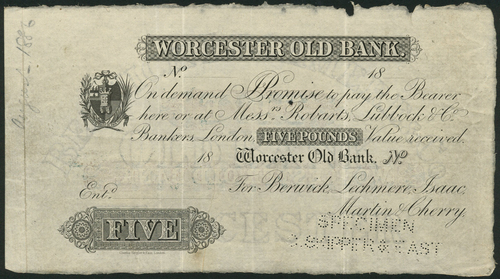 WORCESTER OLD BANK.
No 18
On demand I Promise to pay the Bearer
here or at Messrs Robarts, Lubbock & Co.
Bankers, London, FIVE POUNDS Value received.
18 Worcester Old Bank. No
Entd.
For Berwick, Lechmere, Isaac,
Martin & Cherry.
FIVE
SPECIMEN